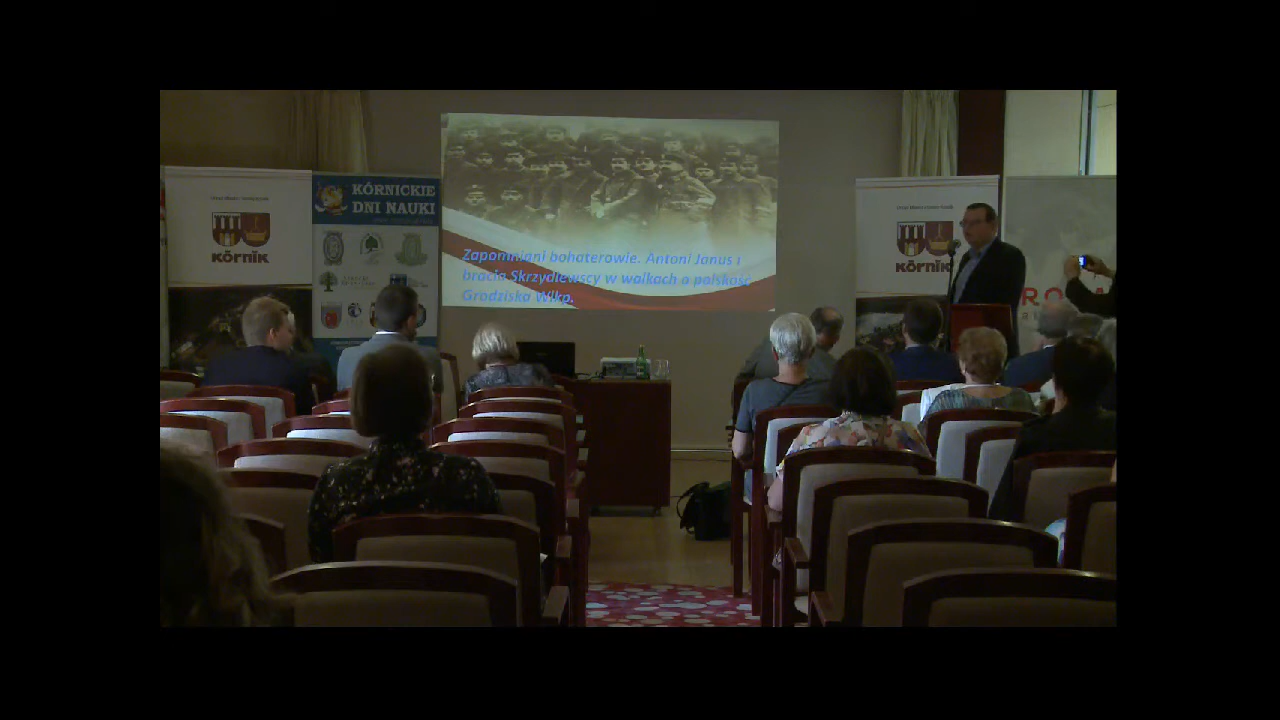 KÓRNICKIE
DNI NAUKI
KÓRNIK
Zapomniani bohaterowie. Antoni Janus i
bracia Skrzydlewscy w walkach o polskość
Grodziska Wlkp.
KÓRNIK